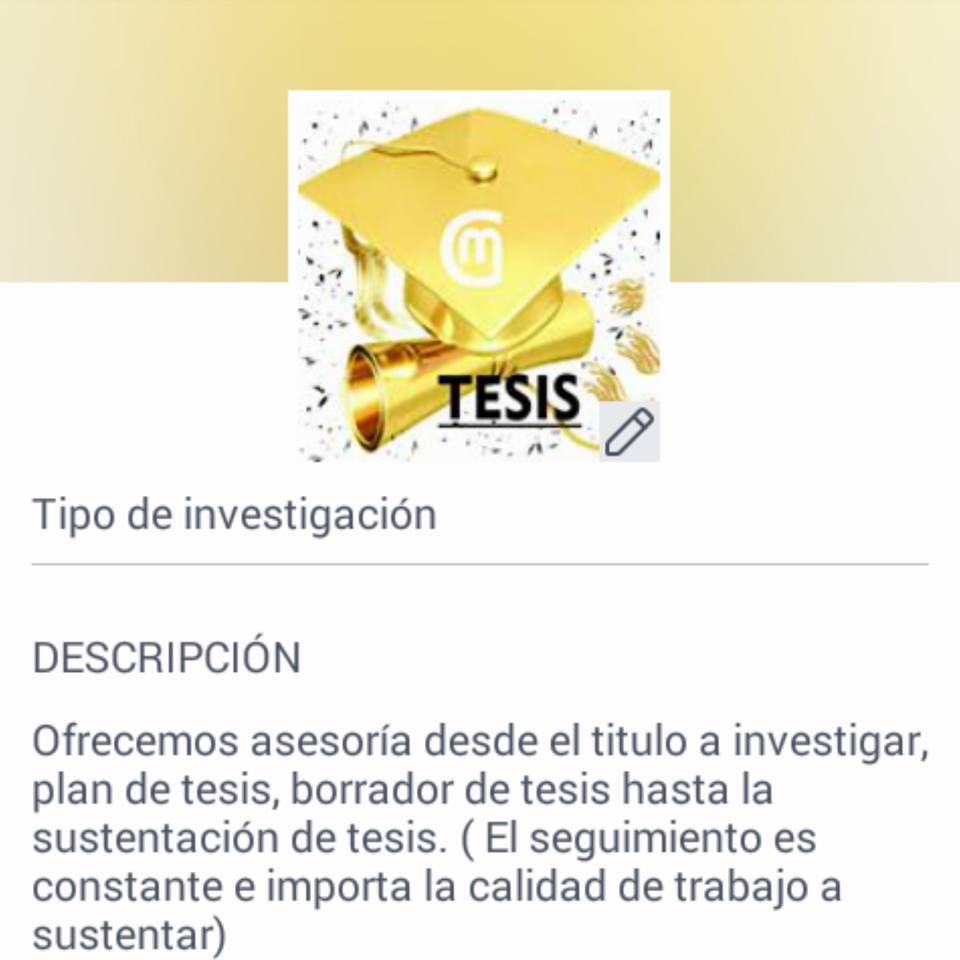 TESIS
Tipo de investigación
DESCRIPCIÓN
Ofrecemos asesoría desde el titulo a investigar,
plan de tesis, borrador de tesis hasta la
sustentación de tesis. ( El seguimiento es
constante e importa la calidad de trabajo a
sustentar)